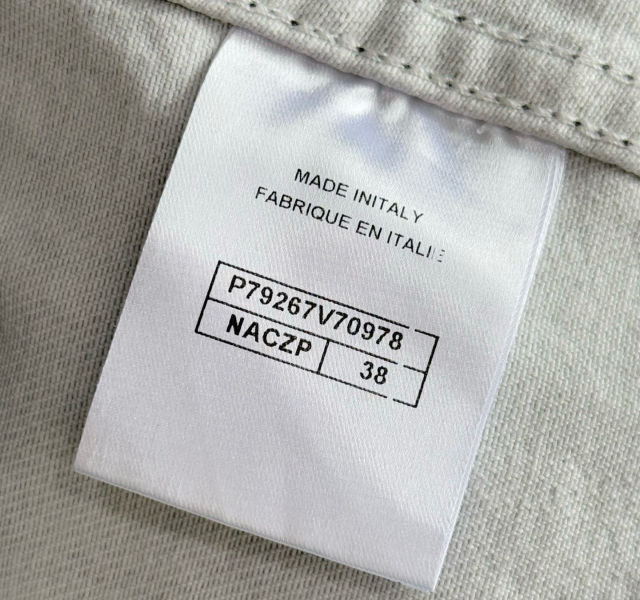 MADE INITALY
FABRIQUE EN ITALIE
P79267V70978
NACZP 38